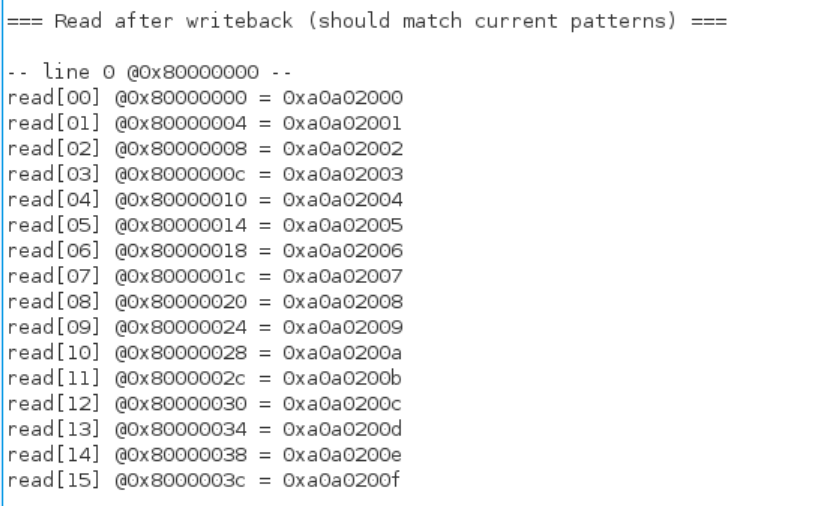 === Read after writeback (should match current patterns) ===
-- line 0 @0x80000000 --
read[00] @0x80000000 = 0xa0a02000
read[01] @0x80000004 = 0xa0a02001
read[02] @0x80000008 = 0xa0a02002
read[03] @0x8000000c = 0xa0a02003
read[04] @0x80000010 = 0xa0a02004
read[05] @0x80000014 = 0xa0a02005
read[06] @0x80000018 = 0xa0a02006
read[07] @0x8000001c = 0xa0a02007
read[08] @0x80000020 = 0xa0a02008
read[09] @0x80000024 = 0xa0a02009
read[10] @0x80000028 = 0xa0a0200a
read[11] @0x8000002c = 0xa0a0200b
read[12] @0x80000030 = 0xa0a0200c
read[13] @0x80000034 = 0xa0a0200d
read[14] @0x80000038 = 0xa0a0200e
read[15] @0x8000003c = 0xa0a0200f